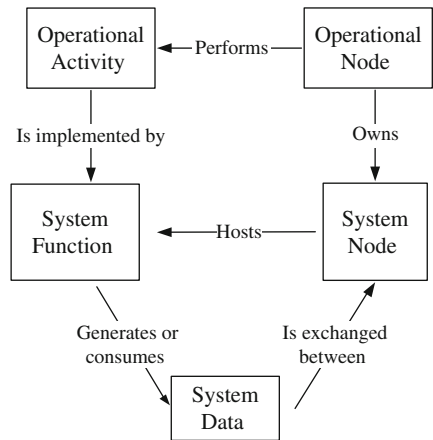 Operational
Activity
Performs
Operational
Node
Is implemented by
Owns
System
Function
Hosts
System
Node
Generates or
consumes
Is exchanged
between
System
Data